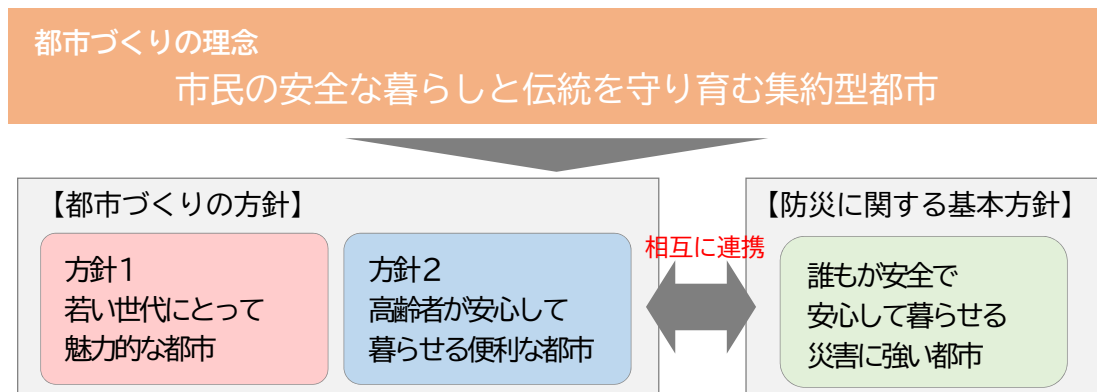 都市づくりの理念
市民の安全な暮らしと伝統を守り育む集約型都市
【都市づくりの方針】
方針１
若い世代にとって
魅力的な都市
方針２
高齢者が安心して
暮らせる便利な都市
相互に連携
【防災に関する基本方針】
誰もが安全で
安心して暮らせる
災害に強い都市